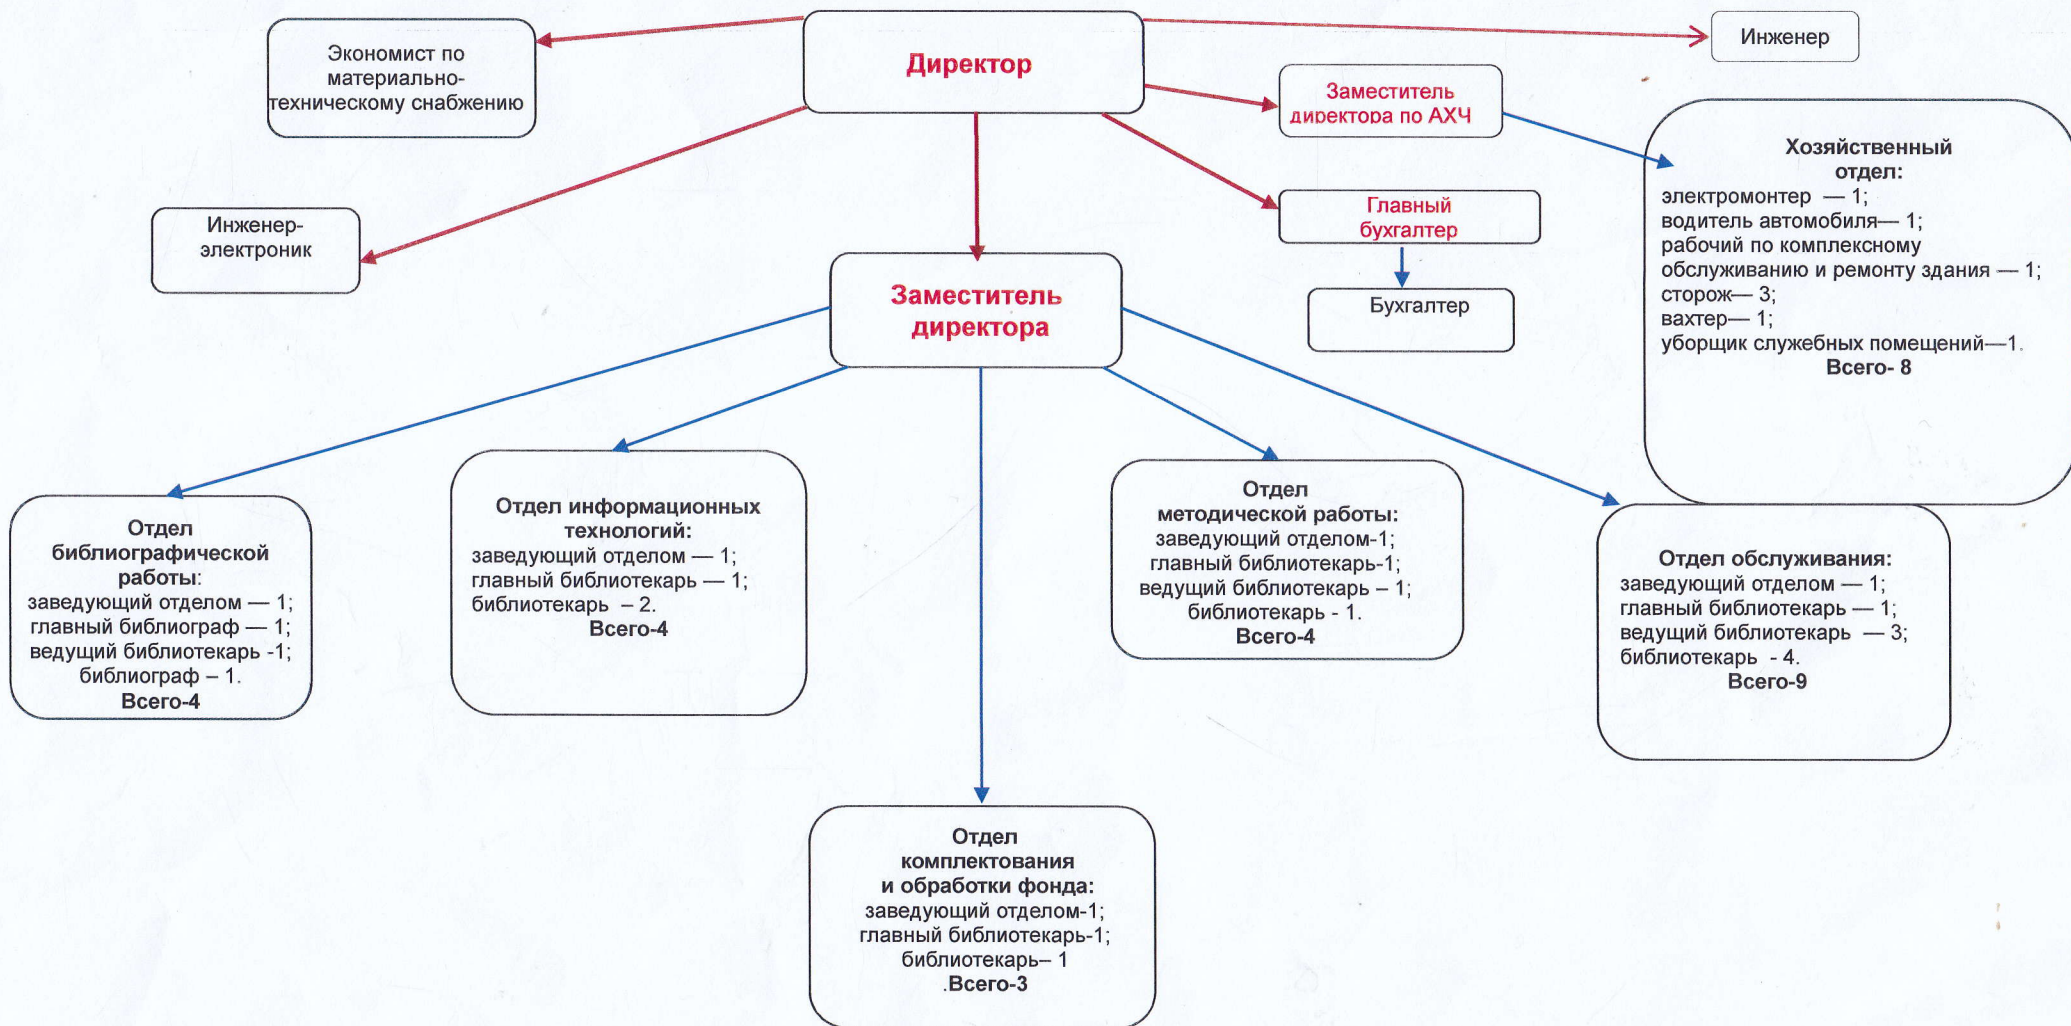 Экономист по
материально-
техническому снабжению
Директор
Инженер
Заместитель
директора по АХЧ
Хозяйственный
отдел:
электромонтер — 1;
водитель автомобиля— 1;
рабочий по комплексному
обслуживанию и ремонту здания — 1;
сторож— 3;
вахтер— 1;
уборщик служебных помещений—1.
Всего- 8
Инженер-
электроник
Главный
бухгалтер
Бухгалтер
Заместитель
директора
Отдел
библиографической
работы:
заведующий отделом — 1;
главный библиограф — 1;
ведущий библиотекарь -1;
библиограф – 1.
Всего-4
Отдел информационных
технологий:
заведующий отделом — 1;
главный библиотекарь — 1;
библиотекарь – 2.
Всего-4
Отдел
методической работы:
заведующий отделом-1;
главный библиотекарь-1;
ведущий библиотекарь – 1;
библиотекарь - 1.
Всего-4
Отдел обслуживания:
заведующий отделом — 1;
главный библиотекарь — 1;
ведущий библиотекарь — 3;
библиотекарь - 4.
Всего-9
Отдел
комплектования
и обработки фонда:
заведующий отделом-1;
главный библиотекарь-1;
библиотекарь– 1
.Всего-3